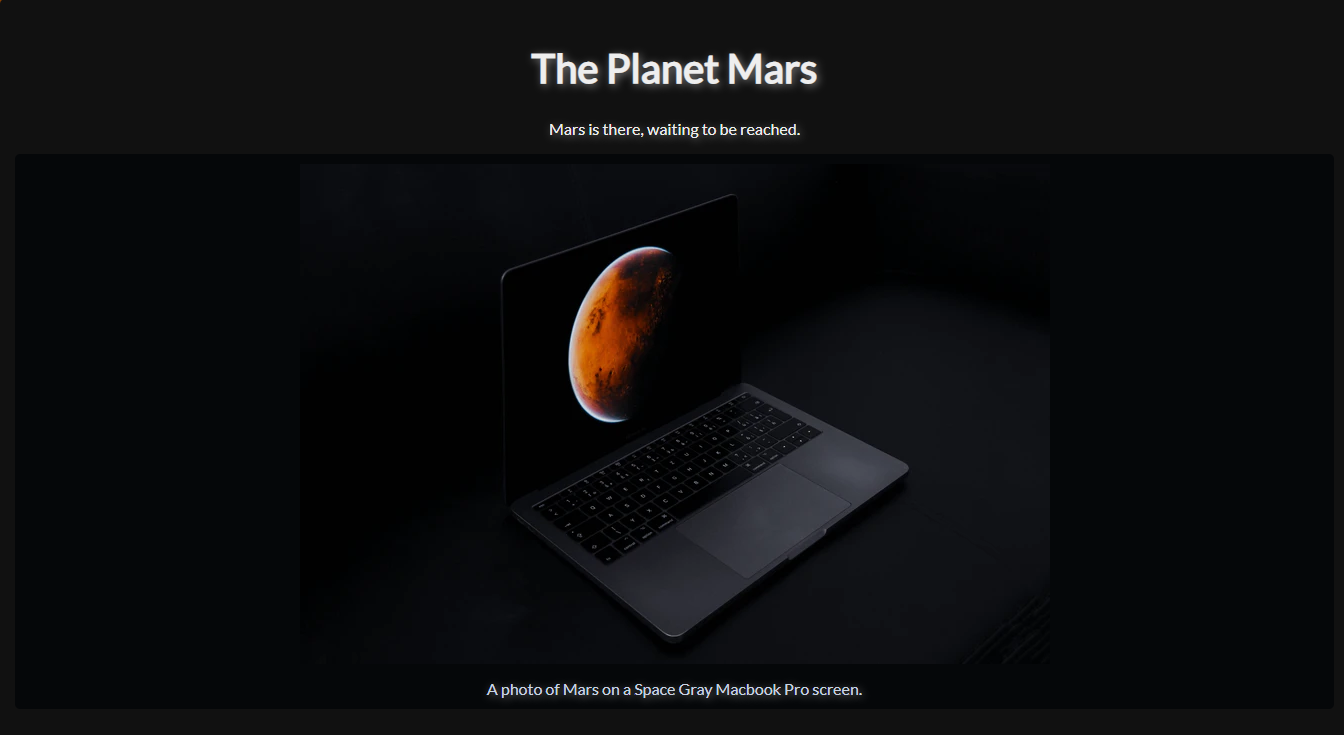 The Planet Mars
Mars is there, waiting to be reached.
A photo of Mars on a Space Gray Macbook Pro screen.